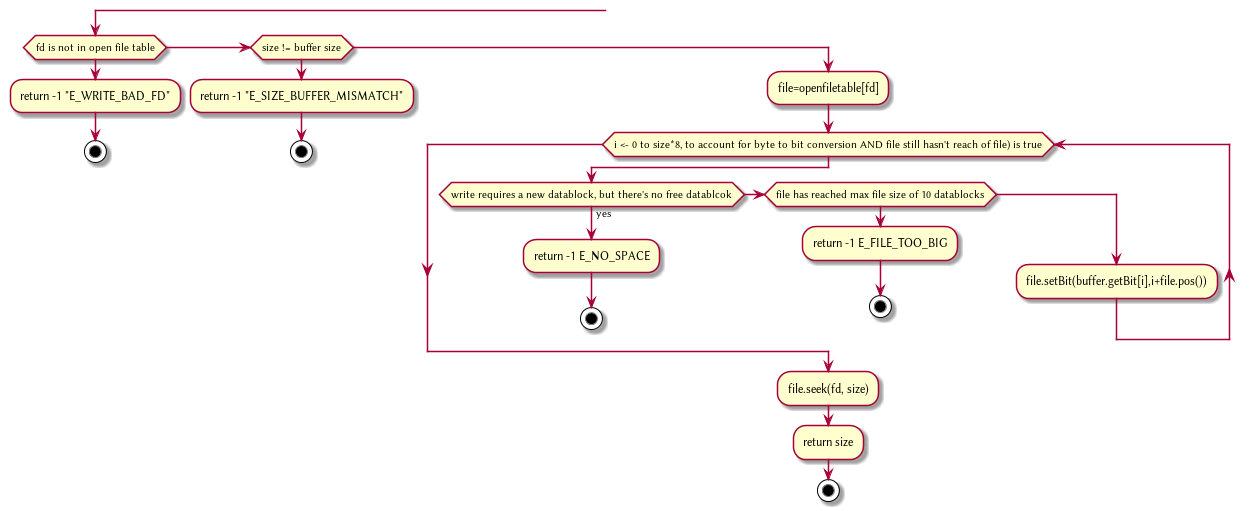 fd is not in open file table
size != buffer size
return -1 "E_WRITE_BAD_FD"
return -1 "E_SIZE_BUFFER_MISMATCH"
file=openfiletable[fd]
i <- 0 to size*8, to account for byte to bit conversion AND file still hasn't reach of file) is true
write requires a new datablock, but there's no free datablcok
file has reached max file size of 10 datablocks
yes
return -1 E_NO_SPACE
return -1 E_FILE_TOO_BIG
file.setBit(buffer.getBit[i],i+file.pos())
file.seek(fd, size)
return size